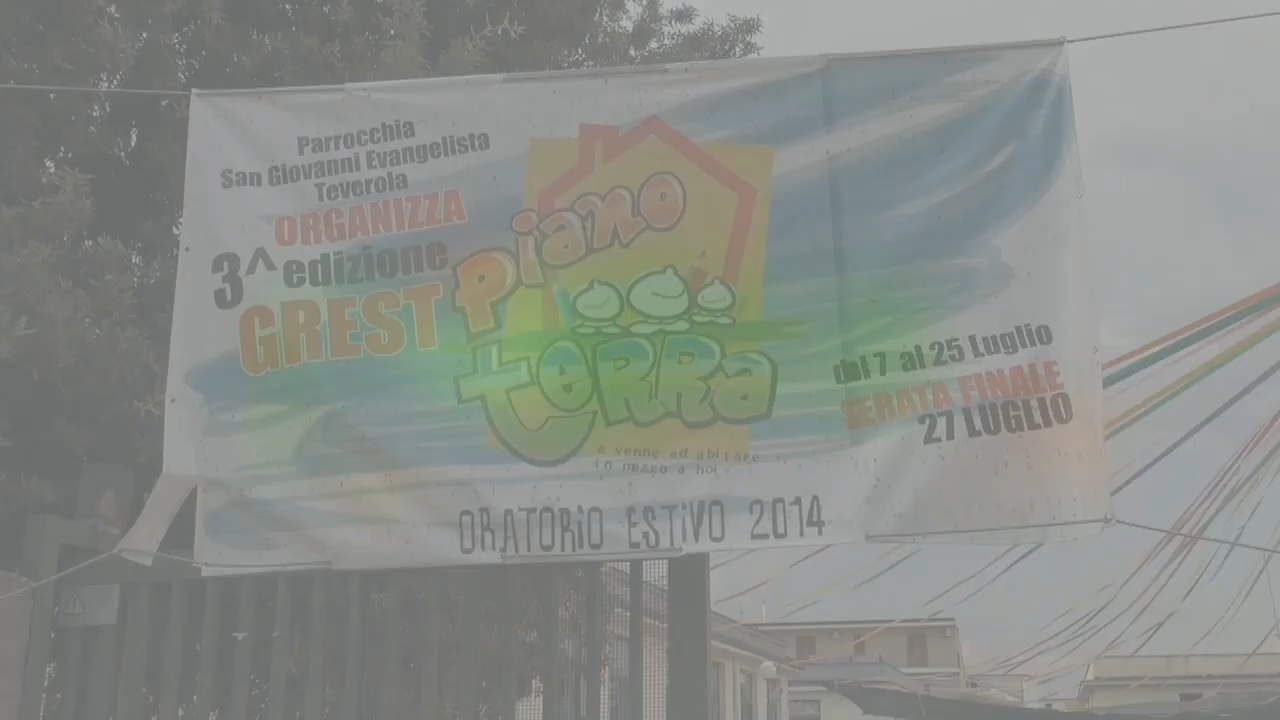 Parrocchia
San Giovanni Evangelista
Teverola
ORGANIZZA
3^ edizione
GREST
Piano
terra
e venne ad abitare
in mezzo a noi
dal 7 al 25 Luglio
SERATA FINALE
27 LUGLIO
ORATORIO ESTIVO 2014